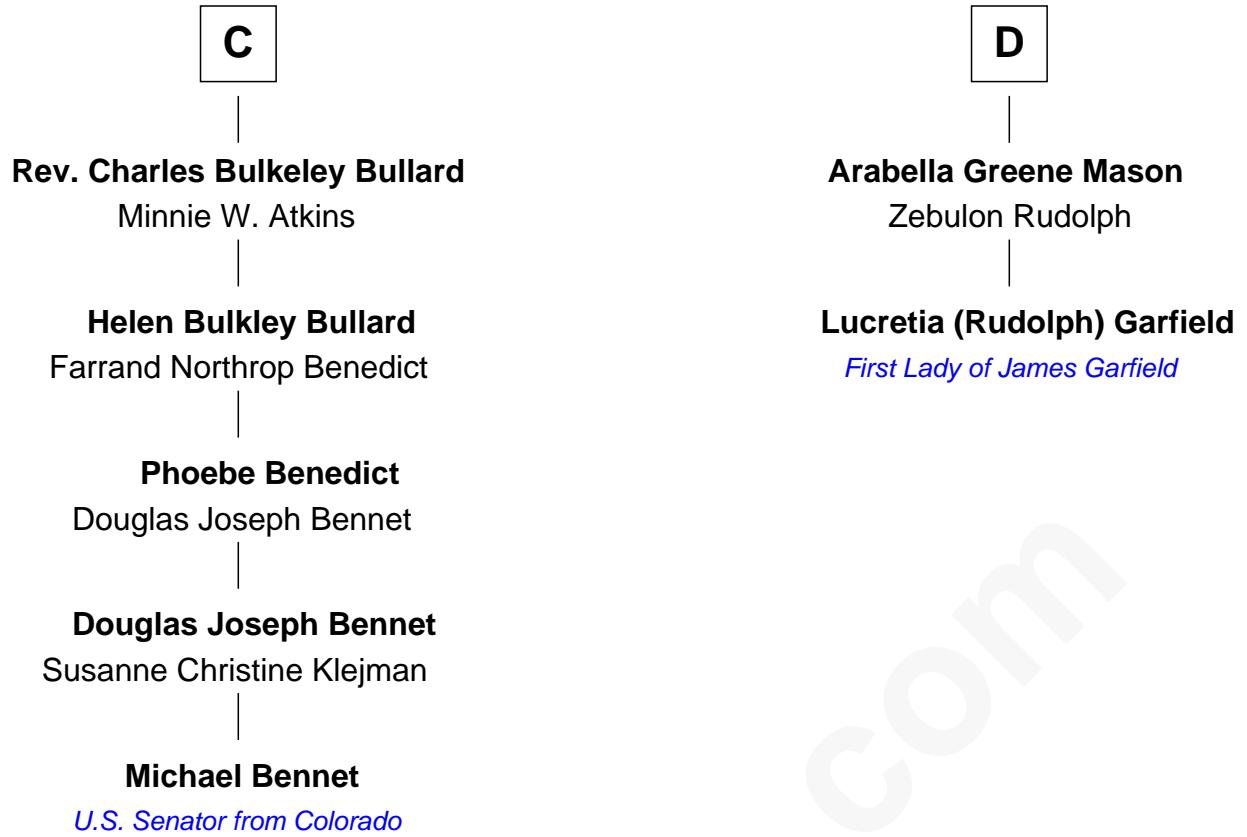 C
Rev. Charles Bulkeley Bullard
Minnie W. Atkins
Helen Bulkley Bullard
Farrand Northrop Benedict
Phoebe Benedict
Douglas Joseph Bennet
Douglas Joseph Bennet
Susanne Christine Klejman
Michael Bennet
U.S. Senator from Colorado
D
Arabella Greene Mason
Zebulon Rudolph
Lucretia (Rudolph) Garfield
First Lady of James Garfield
com